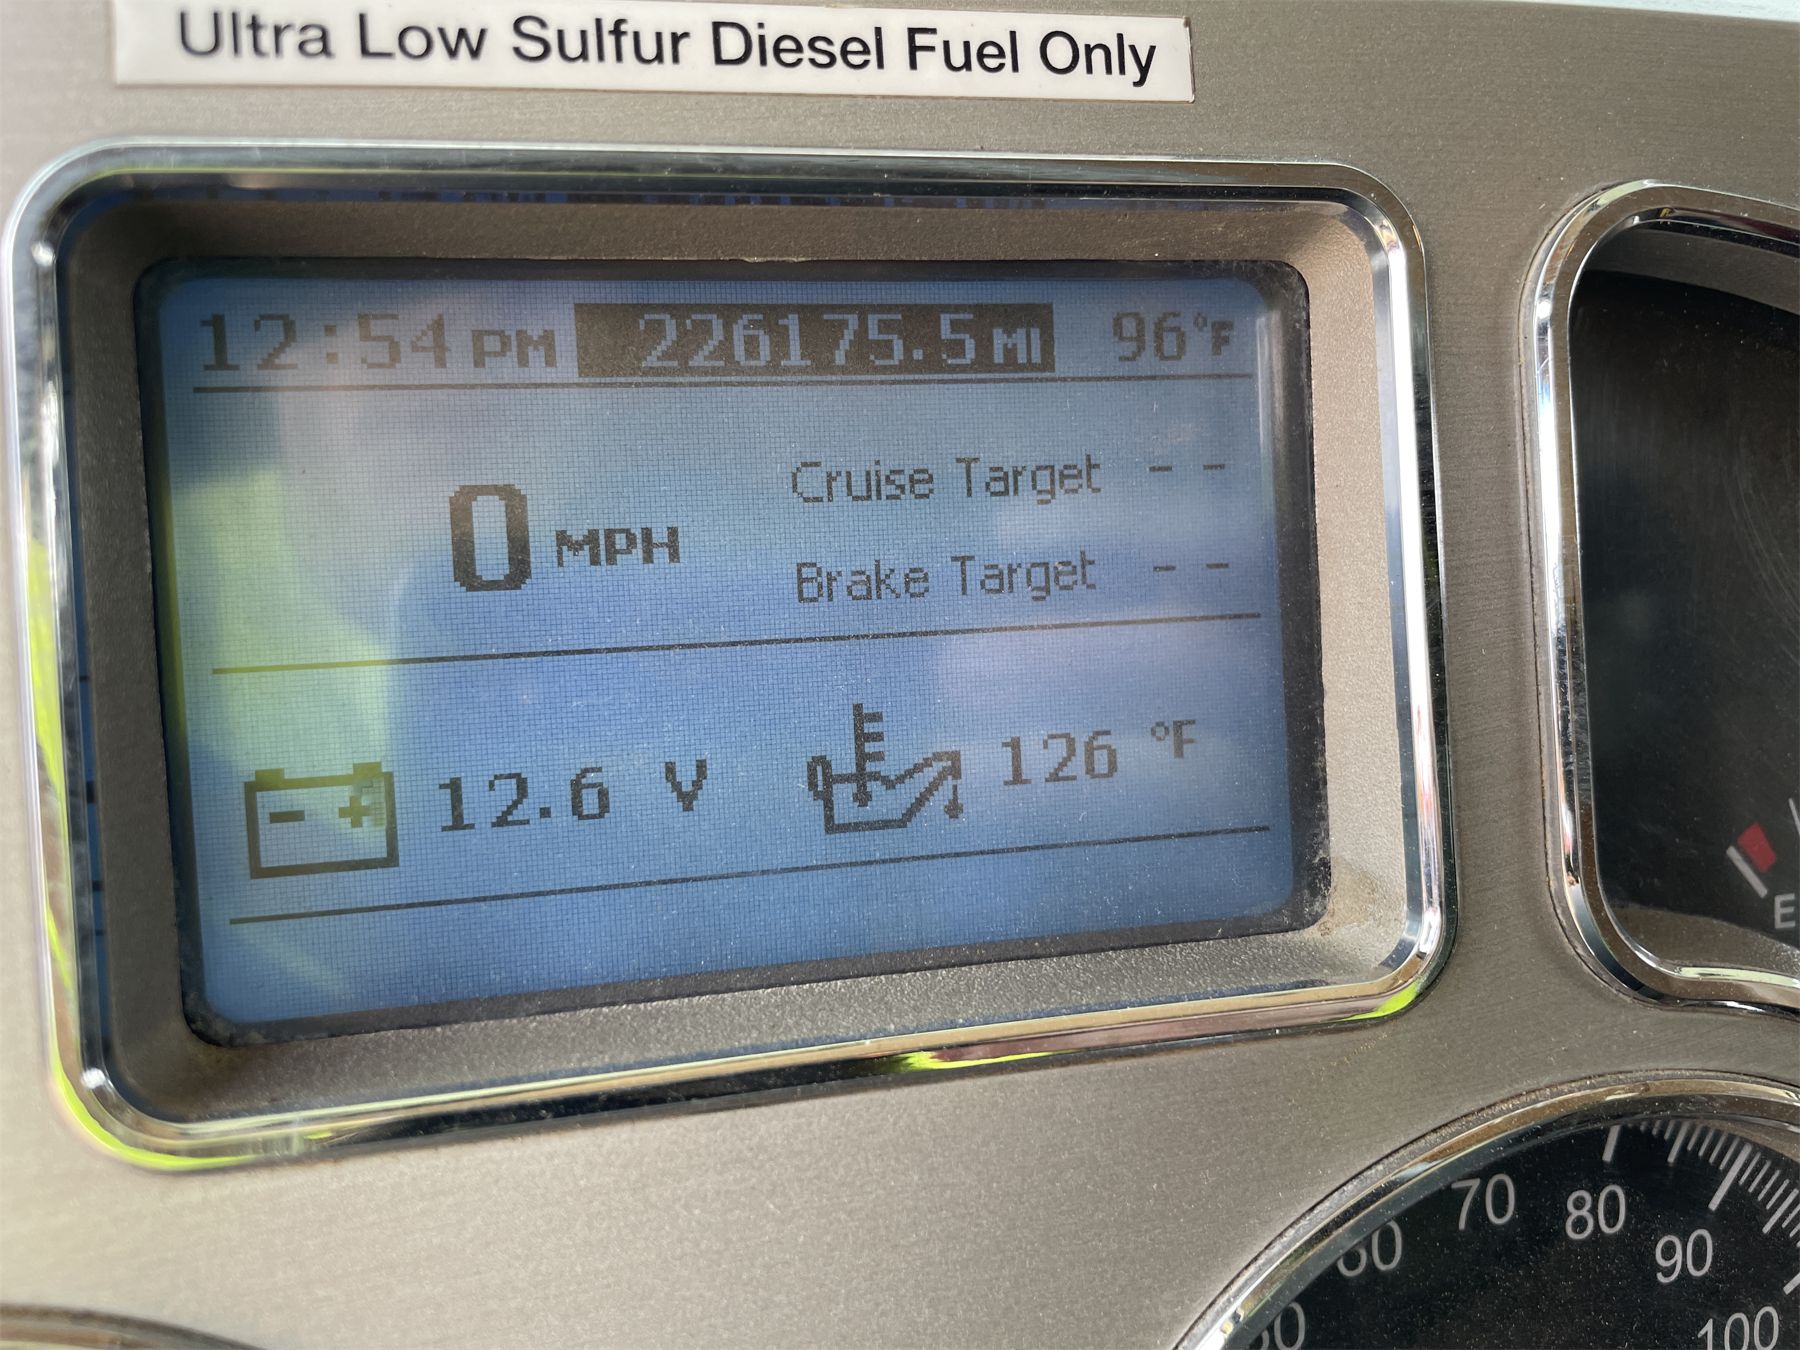 Ultra Low Sulfur Diesel Fuel Only
12:54 PM 226175.5 MI 96°F
0 MPH
Cruise Target --
Brake Target --
- + 12.6 V 126 °F
E
70 80
60 90
100